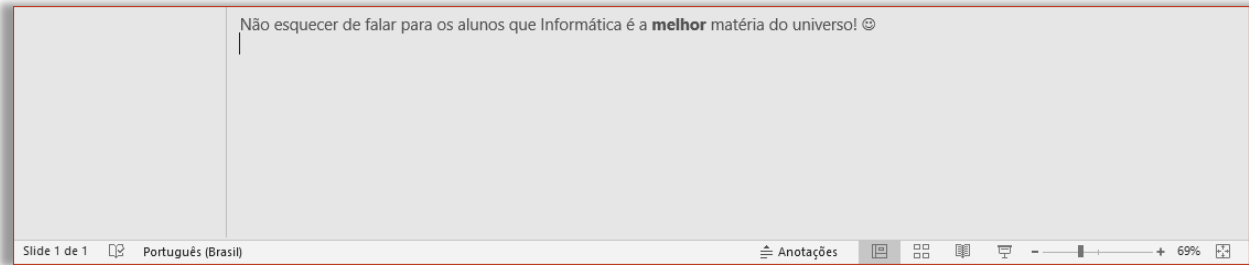 Não esquecer de falar para os alunos que Informática é a melhor matéria do universo! ☺
Slide 1 de 1 Português (Brasil) Anotações - + 69%